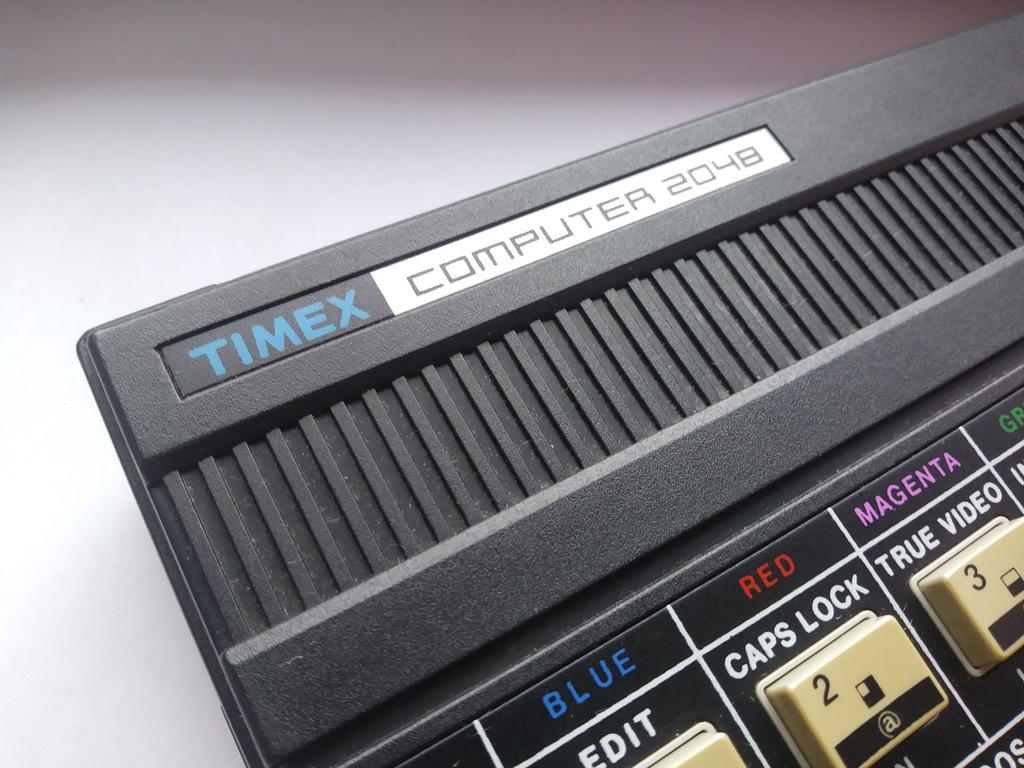 TIMEX COMPUTER 2048
BLUE RED MAGENTA
EDIT CAPS LOCK TRUE VIDEO
2 3
@